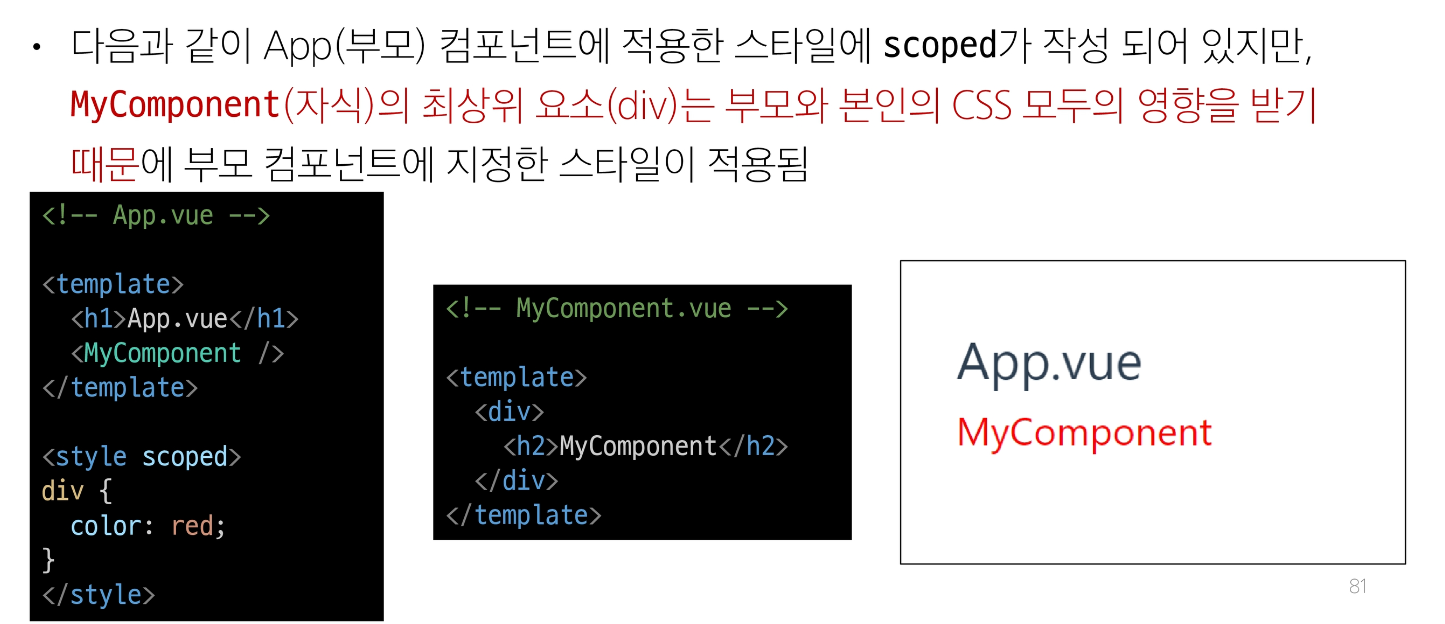 • 다음과 같이 App(부모) 컴포넌트에 적용한 스타일에 scoped가 작성 되어 있지만,
MyComponent(자식)의 최상위 요소(div)는 부모와 본인의 CSS 모두의 영향을 받기
때문에 부모 컴포넌트에 지정한 스타일이 적용됨
<!-- App.vue -->
<template>
  <h1>App.vue</h1>
  <MyComponent />
</template>
<style scoped>
div {
  color: red;
}
</style>
<!-- MyComponent.vue -->
<template>
  <div>
    <h2>MyComponent</h2>
  </div>
</template>
App.vue
MyComponent
81